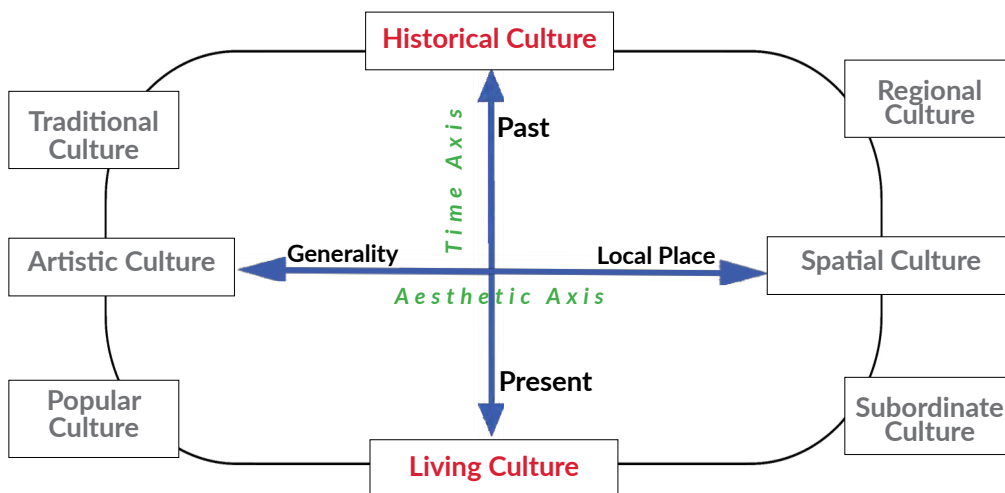 Historical Culture
Traditional
Culture
Regional
Culture
Time Axis
Past
Artistic Culture
Generality
Local Place
Spatial Culture
Aesthetic Axis
Popular
Culture
Present
Subordinate
Culture
Living Culture